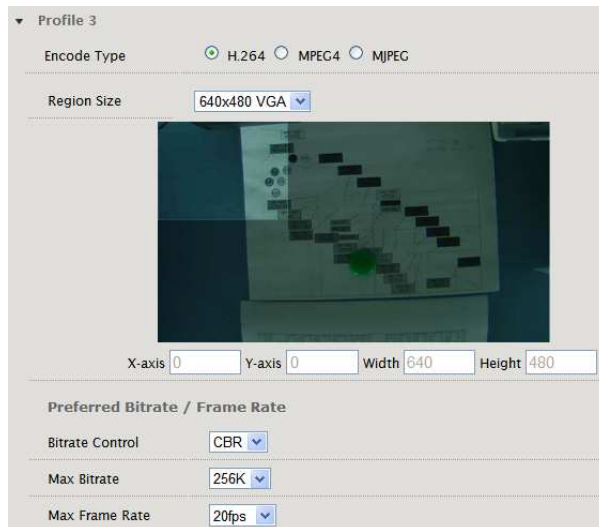 Profile 3
Encode Type H.264 MPEG4 MJPEG
Region Size 640x480 VGA
X-axis 0 Y-axis 0 Width 640 Height 480
Preferred Bitrate / Frame Rate
Bitrate Control CBR
Max Bitrate 256K
Max Frame Rate 20fps